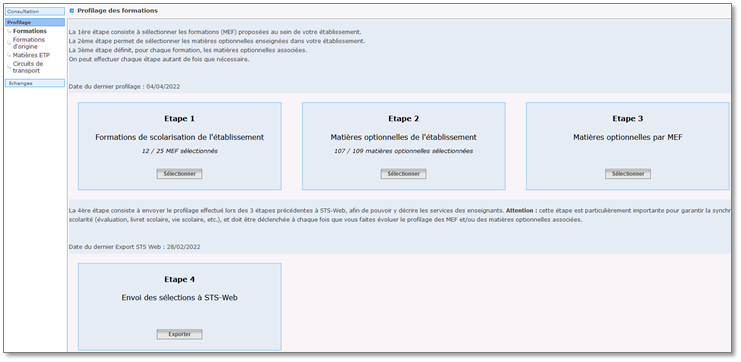 Consultation
Profilage
Formations
Formations
d'origine
Matières ETP
Circuits de
transport
Echanges
Profilage des formations
La 1ère étape consiste à sélectionner les formations (MEF) proposées au sein de votre établissement.
La 2ème étape permet de sélectionner les matières optionnelles enseignées dans votre établissement.
La 3ème étape définit, pour chaque formation, les matières optionnelles associées.
On peut effectuer chaque étape autant de fois que nécessaire.
Date du dernier profilage : 04/04/2022
Etape 1
Formations de scolarisation de l'établissement
12 / 25 MEF sélectionnés
Sélectionner
Etape 2
Matières optionnelles de l'établissement
107 / 109 matières optionnelles sélectionnées
Sélectionner
Etape 3
Matières optionnelles par MEF
Sélectionner
La 4ère étape consiste à envoyer le profilage effectué lors des 3 étapes précédentes à STS-Web, afin de pouvoir y décrire les services des enseignants. Attention : cette étape est particulièrement importante pour garantir la synchr
scolarité (évaluation, livret scolaire, vie scolaire, etc.), et doit être déclenchée à chaque fois que vous faites évoluer le profilage des MEF et/ou des matières optionnelles associées.
Date du dernier Export STS Web : 28/02/2022
Etape 4
Envoi des sélections à STS-Web
Exporter